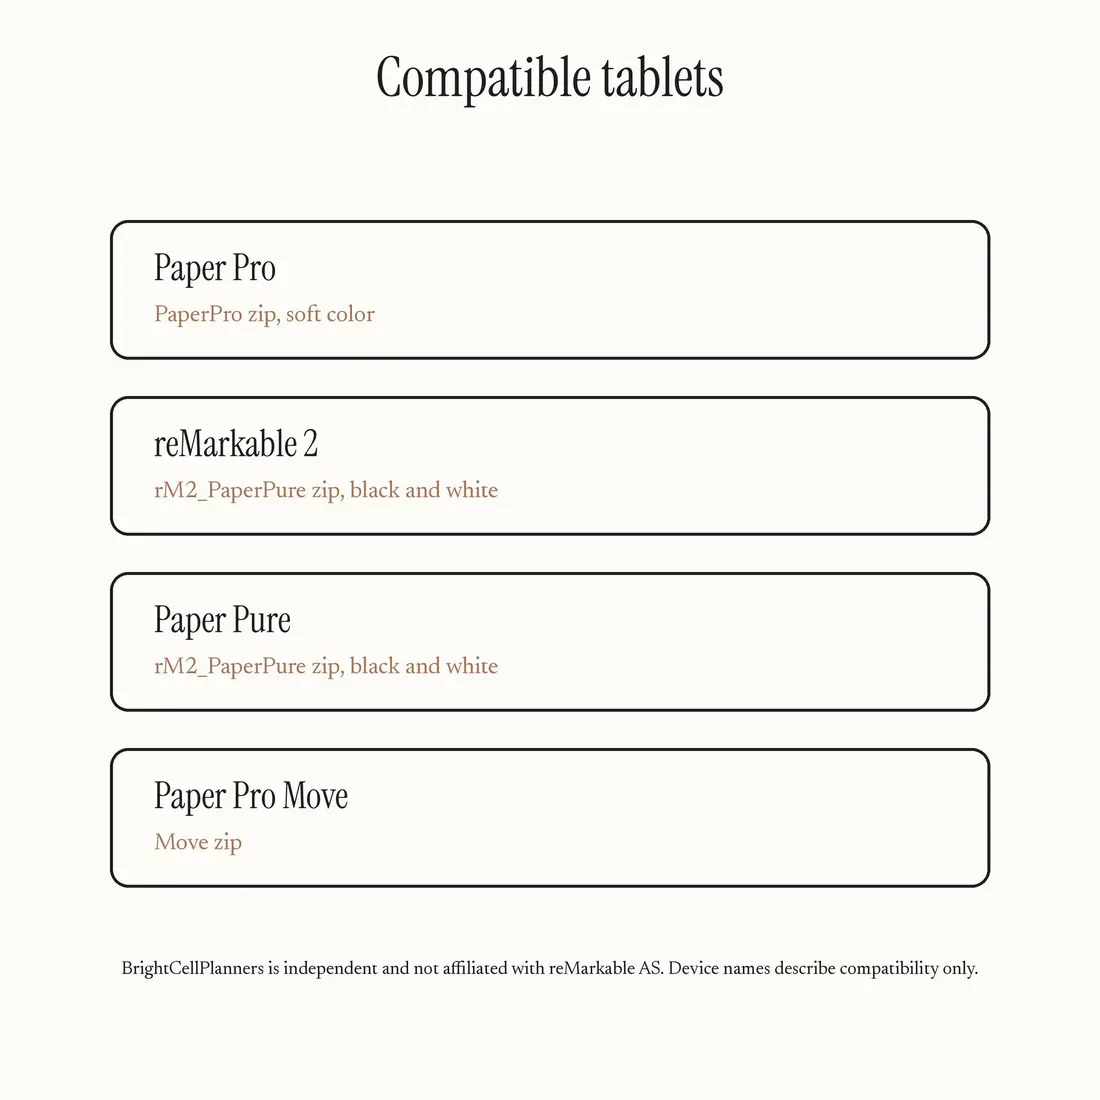 Compatible tablets
Paper Pro
PaperPro zip, soft color
reMarkable 2
rM2_PaperPure zip, black and white
Paper Pure
rM2_PaperPure zip, black and white
Paper Pro Move
Move zip
BrightCellPlanners is independent and not affiliated with reMarkable AS. Device names describe compatibility only.